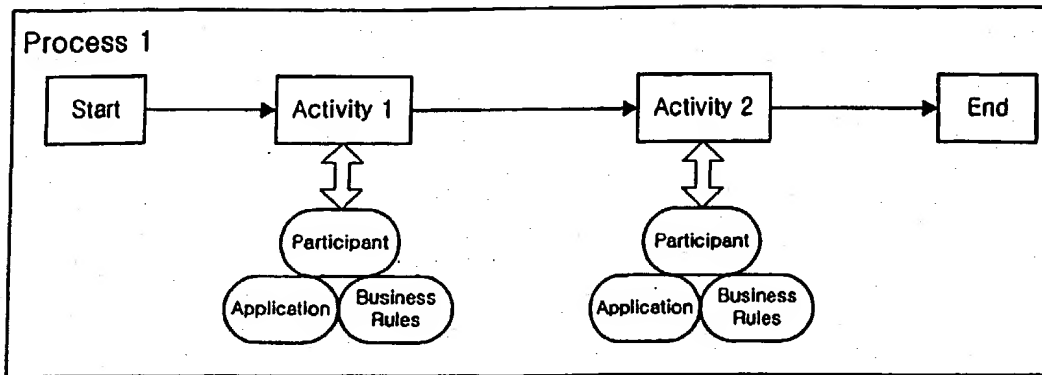 Process 1
Start
Activity 1
Activity 2
End
Participant
Application
Business
Rules
Participant
Application
Business
Rules